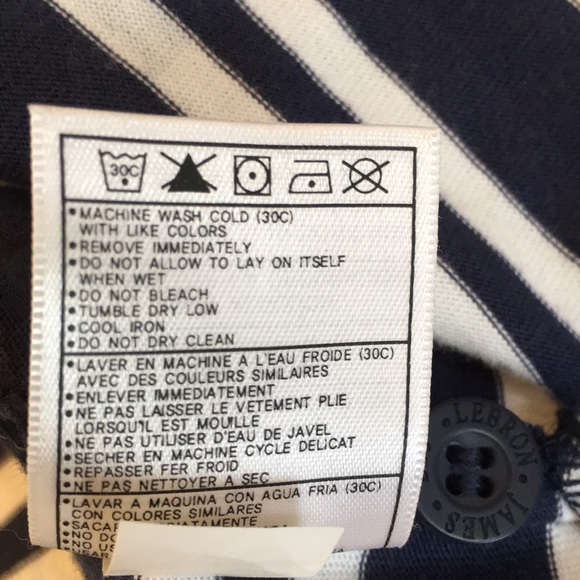 30C
•MACHINE WASH COLD (30C)
WITH LIKE COLORS
•REMOVE IMMEDIATELY
•DO NOT ALLOW TO LAY ON ITSELF
WHEN WET
•DO NOT BLEACH
•TUMBLE DRY LOW
•COOL IRON
•DO NOT DRY CLEAN
•LAVER EN MACHINE A L'EAU FROIDE (30C)
AVEC DES COULEURS SIMILAIRES
•ENLEVER IMMEDIATEMENT
•NE PAS LAISSER LE VETEMENT PLIE
LORSQU'IL EST MOUILLE
•NE PAS UTILISER D'EAU DE JAVEL
•SECHER EN MACHINE CYCLE DELICAT
•REPASSER FER FROID
•NE PAS NETTOYER A SEC
•LAVAR A MAQUINA CON AGUA FRIA (30C)
CON COLORES SIMILARES
•NO
•NO
LEBRON
JAMES